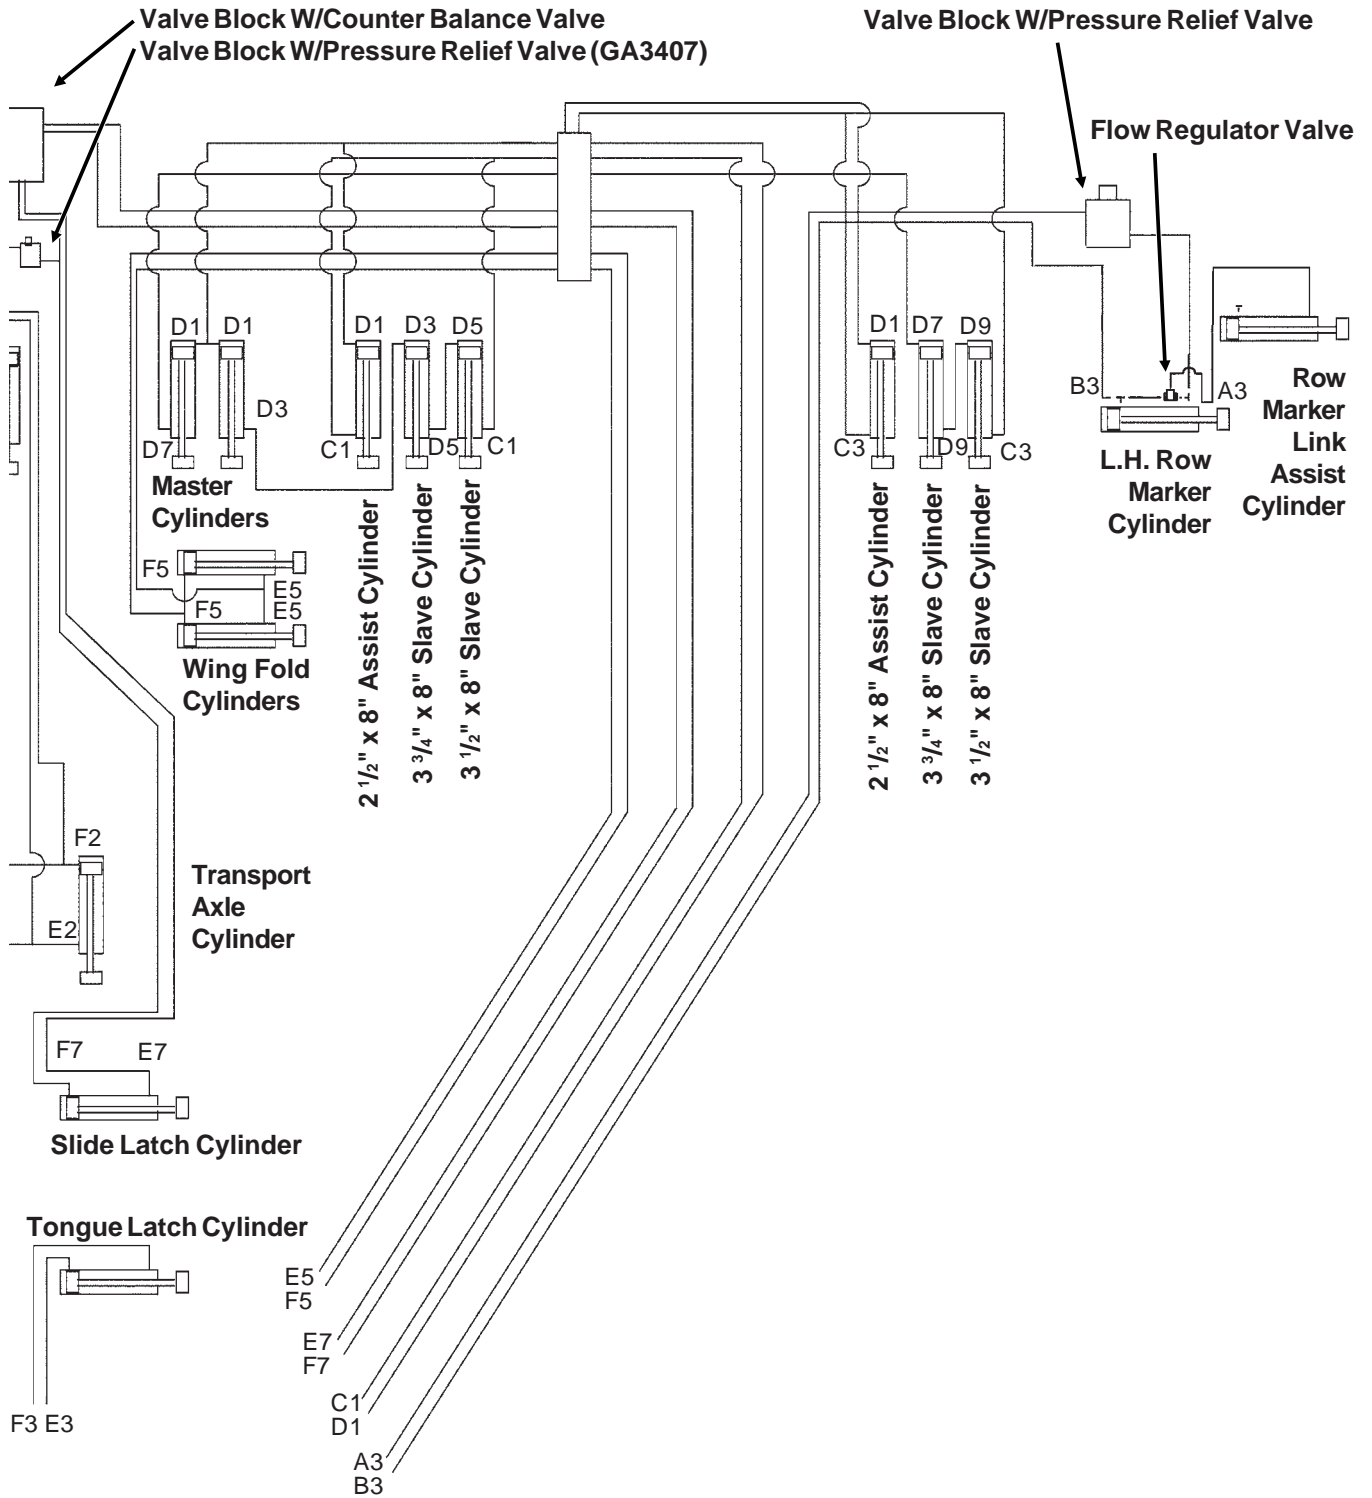 Valve Block W/Counter Balance Valve
Valve Block W/Pressure Relief Valve (GA3407)
Valve Block W/Pressure Relief Valve
Flow Regulator Valve
D1 D1
D1 D3 D5
D1 D7 D9
B3
A3
D3
D7
C1
D5
C1
C3
D9
C3
Master
Cylinders
2 1/2" x 8" Assist Cylinder
3 3/4" x 8" Slave Cylinder
3 1/2" x 8" Slave Cylinder
2 1/2" x 8" Assist Cylinder
3 3/4" x 8" Slave Cylinder
3 1/2" x 8" Slave Cylinder
L.H. Row
Marker
Cylinder
Row
Marker
Link
Assist
Cylinder
F5
E5
F5
E5
Wing Fold
Cylinders
F2
E2
Transport
Axle
Cylinder
F7
E7
Slide Latch Cylinder
Tongue Latch Cylinder
E5
F5
E7
F7
C1
D1
A3
B3
F3 E3